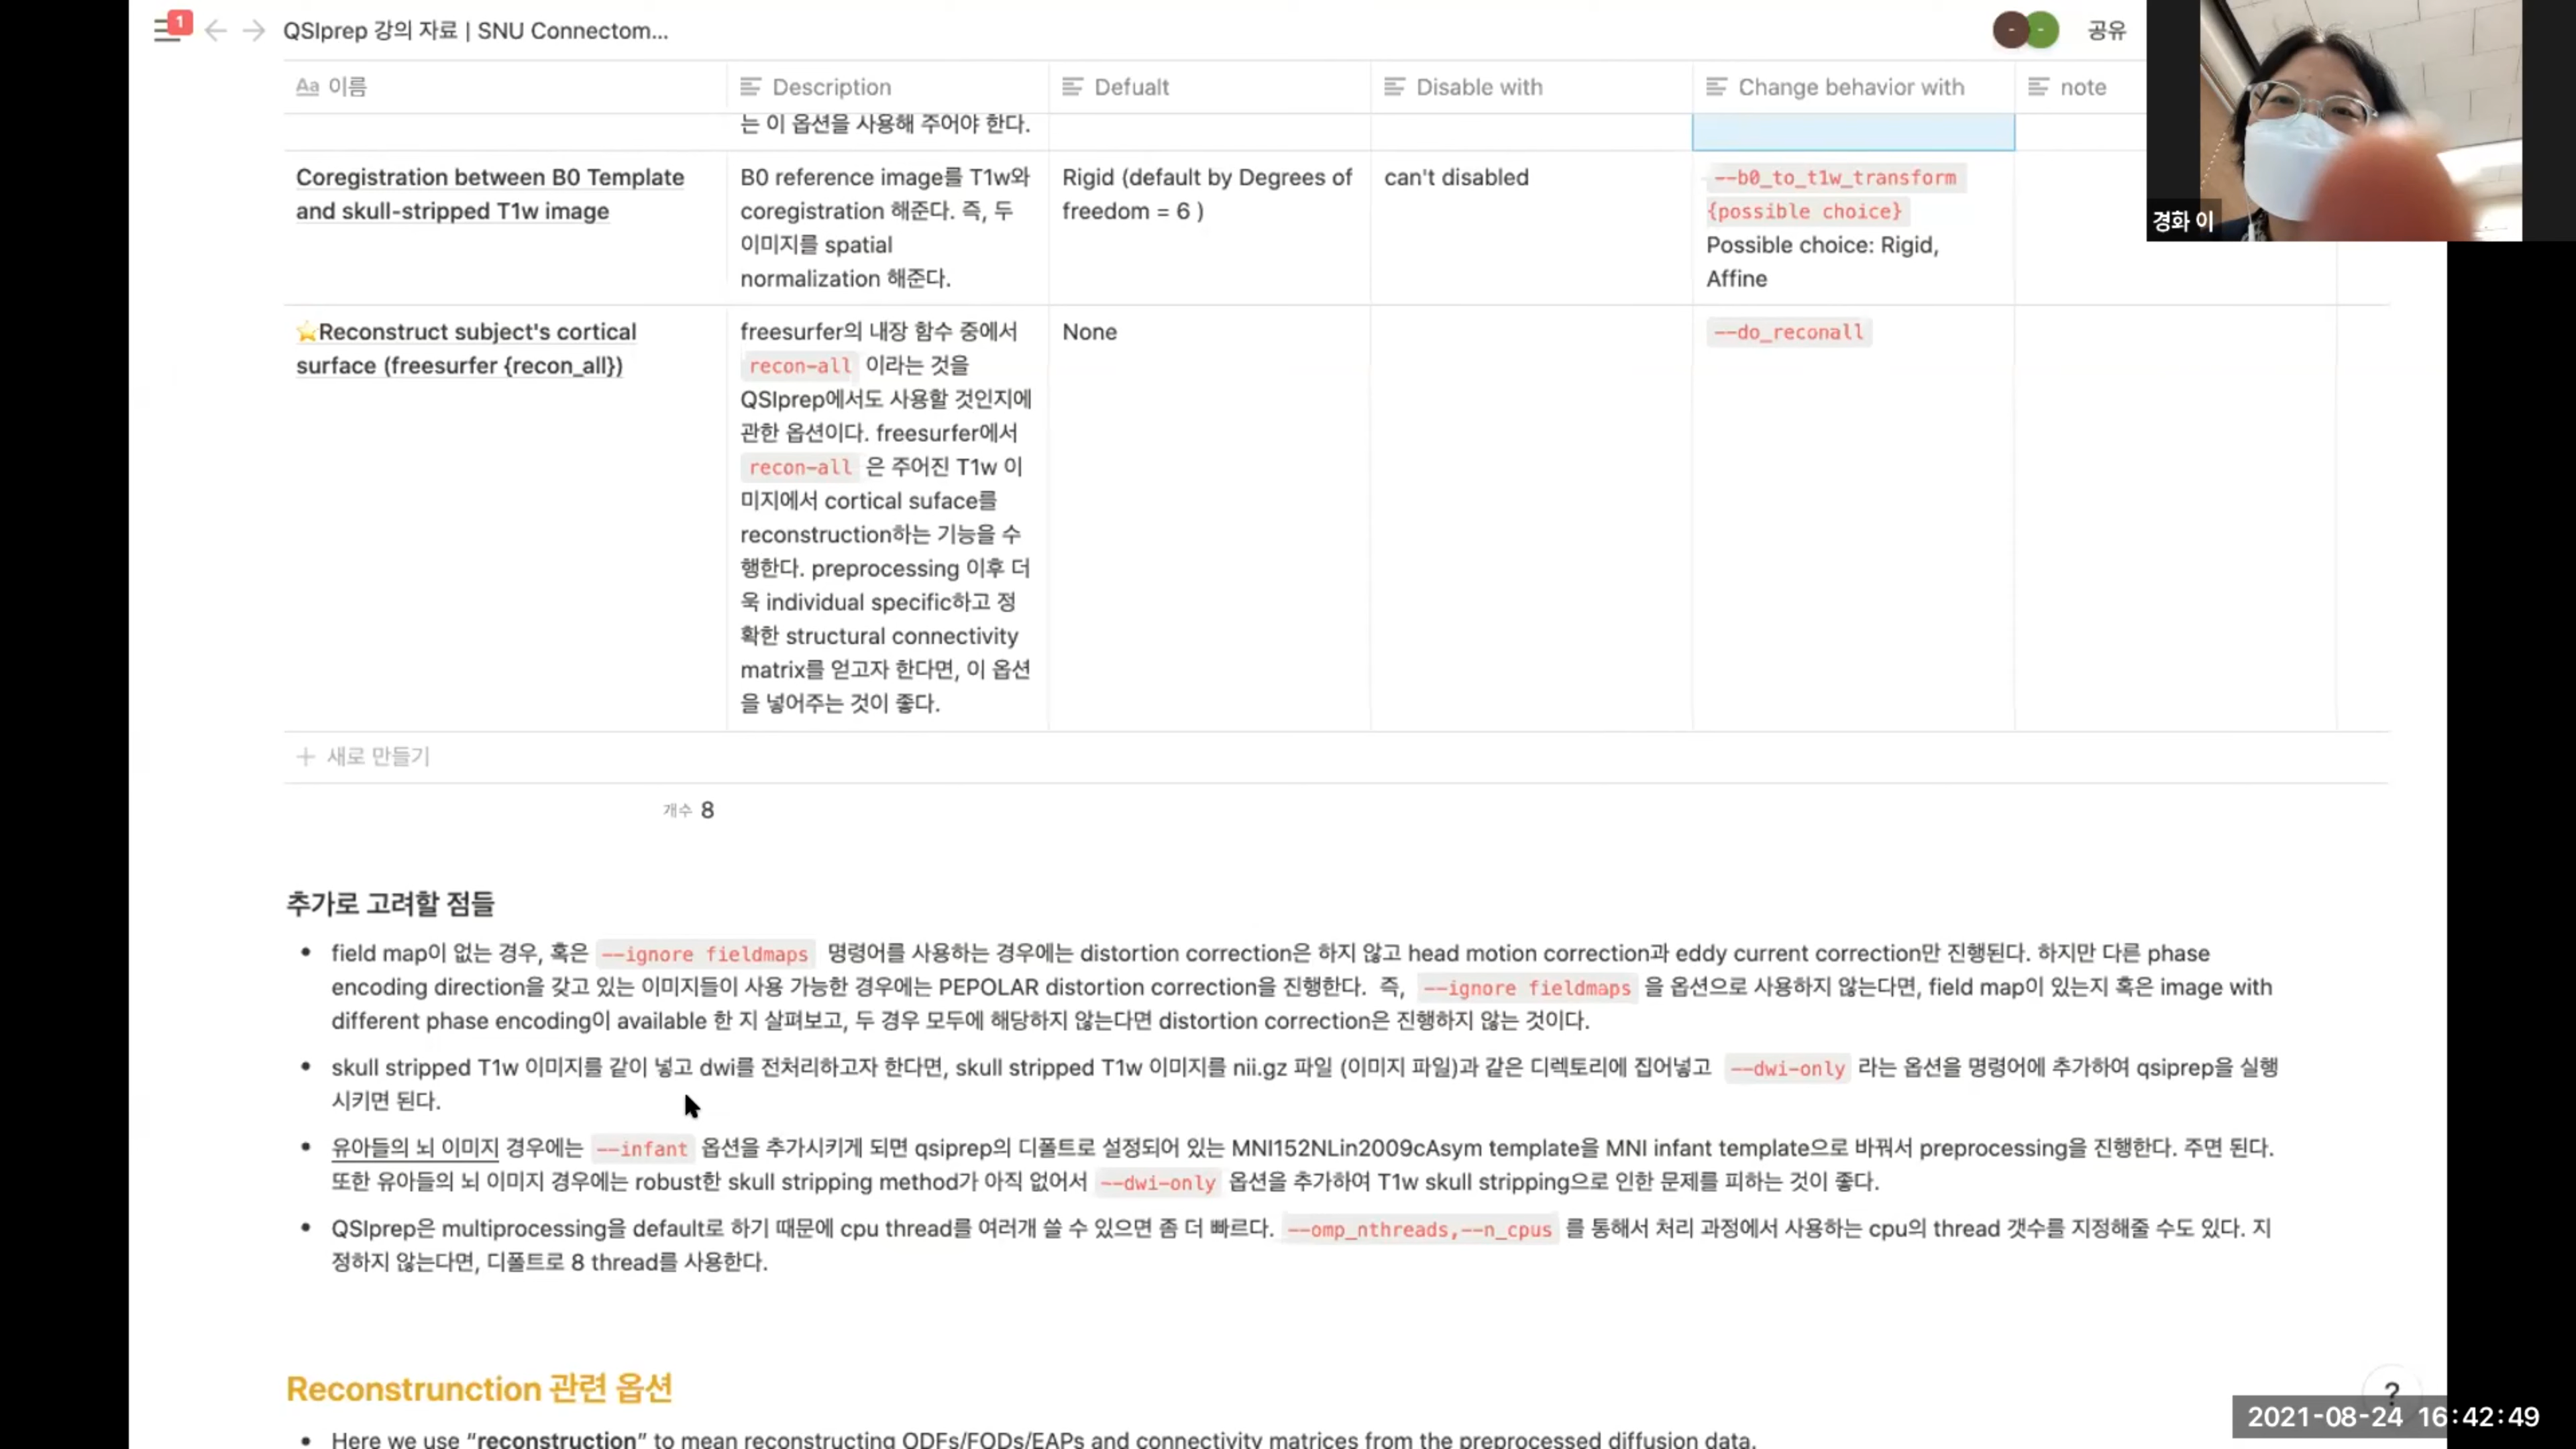 1
QSIprep 강의 자료 | SNU Connectom...
- -
공유
Aa 이름
Description
Defualt
Disable with
Change behavior with
note
는 이 옵션을 사용해 주어야 한다.
Coregistration between B0 Template
and skull-stripped T1w image
B0 reference image를 T1w와
coregistration 해준다. 즉, 두
이미지를 spatial
normalization 해준다.
Rigid (default by Degrees of
freedom = 6 )
can't disabled
--b0_to_t1w_transform
{possible choice}
Possible choice: Rigid,
Affine
경화 이
⭐Reconstruct subject's cortical
surface (freesurfer {recon_all})
freesurfer의 내장 함수 중에서
recon-all 이라는 것을
QSIprep에서도 사용할 것인지에
관한 옵션이다. freesurfer에서
recon-all 은 주어진 T1w 이
미지에서 cortical suface를
reconstruction하는 기능을 수
행한다. preprocessing 이후 더
욱 individual specific하고 정
확한 structural connectivity
matrix를 얻고자 한다면, 이 옵션
을 넣어주는 것이 좋다.
None
--do_reconall
+ 새로 만들기
개수 8
추가로 고려할 점들
• field map이 없는 경우, 혹은 --ignore fieldmaps 명령어를 사용하는 경우에는 distortion correction은 하지 않고 head motion correction과 eddy current correction만 진행된다. 하지만 다른 phase
encoding direction을 갖고 있는 이미지들이 사용 가능한 경우에는 PEPOLAR distortion correction을 진행한다. 즉, --ignore fieldmaps 을 옵션으로 사용하지 않는다면, field map이 있는지 혹은 image with
different phase encoding이 available 한 지 살펴보고, 두 경우 모두에 해당하지 않는다면 distortion correction은 진행하지 않는 것이다.
• skull stripped T1w 이미지를 같이 넣고 dwi를 전처리하고자 한다면, skull stripped T1w 이미지를 nii.gz 파일 (이미지 파일)과 같은 디렉토리에 집어넣고 --dwi-only 라는 옵션을 명령어에 추가하여 qsiprep을 실행
시키면 된다.
• 유아들의 뇌 이미지 경우에는 --infant 옵션을 추가시키게 되면 qsiprep의 디폴트로 설정되어 있는 MNI152NLin2009cAsym template을 MNI infant template으로 바꿔서 preprocessing을 진행한다. 주면 된다.
또한 유아들의 뇌 이미지 경우에는 robust한 skull stripping method가 아직 없어서 --dwi-only 옵션을 추가하여 T1w skull stripping으로 인한 문제를 피하는 것이 좋다.
• QSIprep은 multiprocessing을 default로 하기 때문에 cpu thread를 여러개 쓸 수 있으면 좀 더 빠르다. --omp_nthreads,--n_cpus 를 통해서 처리 과정에서 사용하는 cpu의 thread 갯수를 지정해줄 수도 있다. 지
정하지 않는다면, 디폴트로 8 thread를 사용한다.
Reconstrunction 관련 옵션
?
2021-08-24 16:42:49
• Here we use “reconstruction” to mean reconstructing ODFs/FODs/EAPs and connectivity matrices from the preprocessed diffusion data.